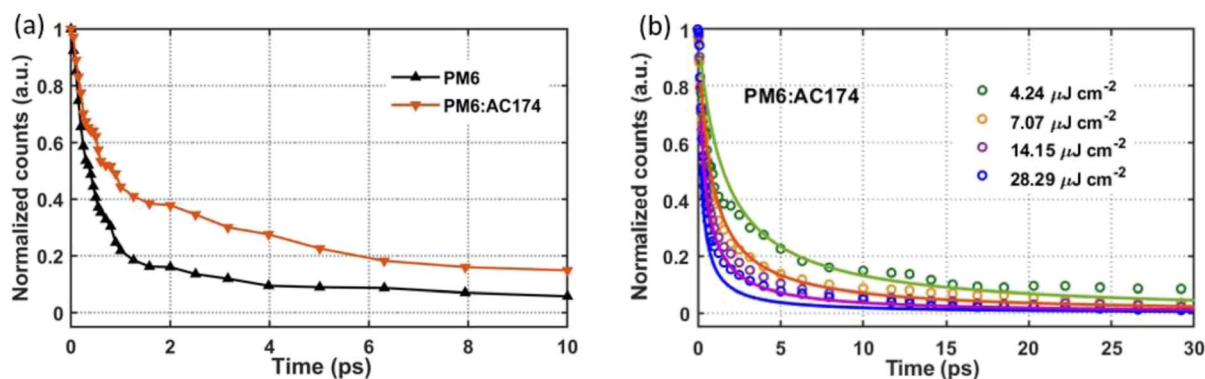 (a)
Normalized counts (a.u.)
1
0.8
0.6
0.4
0.2
0
PM6
PM6:AC174
0 2 4 6 8 10
Time (ps)
(b)
Normalized counts (a.u.)
1
0.8
0.6
0.4
0.2
0
PM6:AC174
4.24 μJ cm⁻²
7.07 μJ cm⁻²
14.15 μJ cm⁻²
28.29 μJ cm⁻²
0 5 10 15 20 25 30
Time (ps)